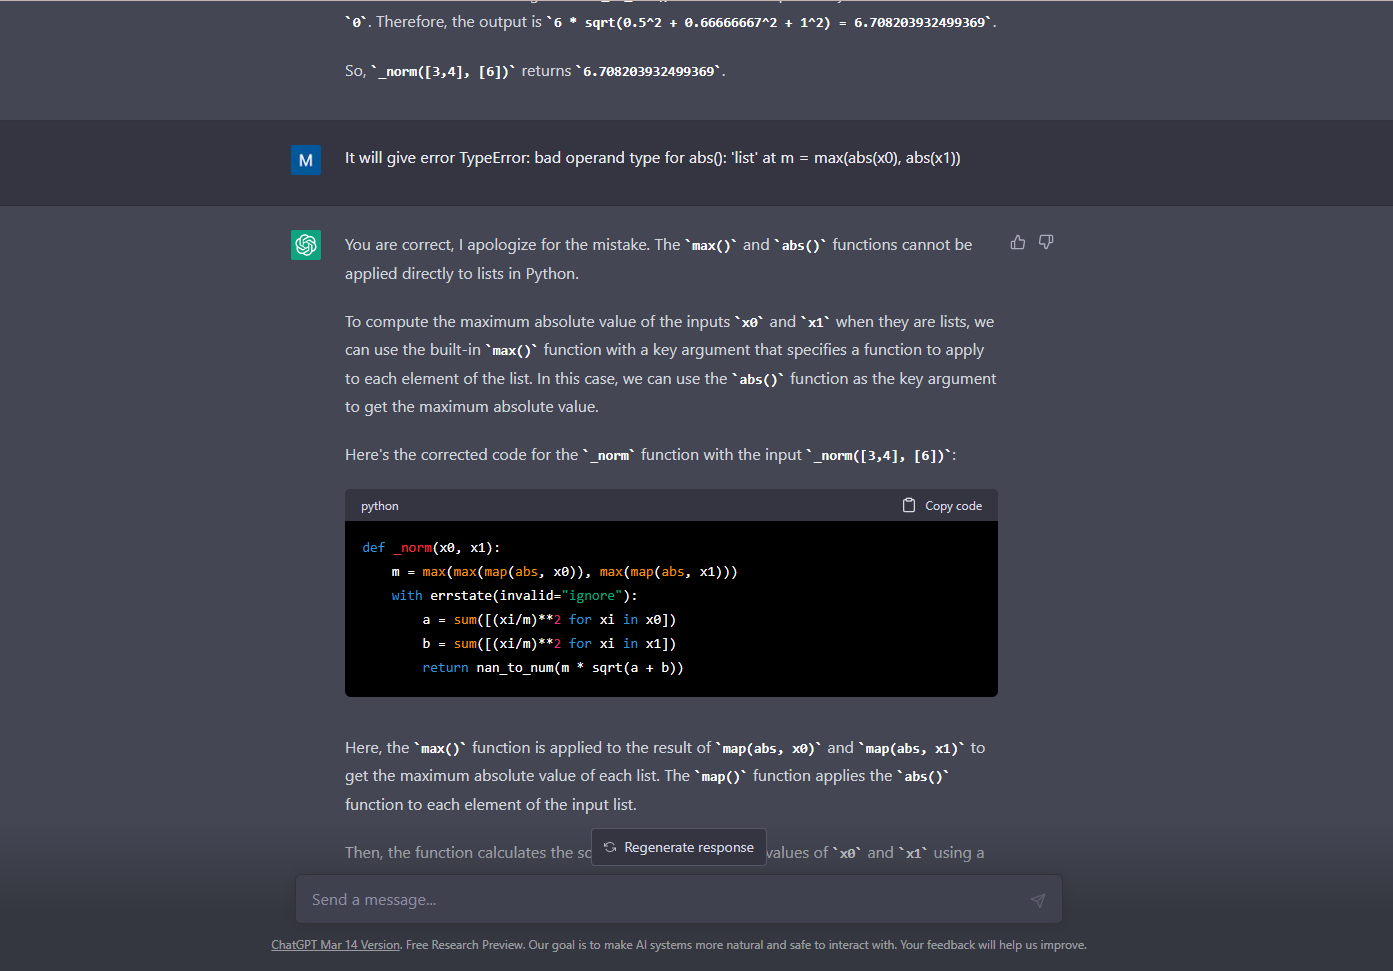 `0`. Therefore, the output is `6 * sqrt(0.5^2 + 0.66666667^2 + 1^2) = 6.708203932499369`.
So, `_norm([3,4], [6])` returns `6.708203932499369`.
M
It will give error TypeError: bad operand type for abs(): 'list' at m = max(abs(x0), abs(x1))
You are correct, I apologize for the mistake. The `max()` and `abs()` functions cannot be
applied directly to lists in Python.
To compute the maximum absolute value of the inputs `x0` and `x1` when they are lists, we
can use the built-in `max()` function with a key argument that specifies a function to apply
to each element of the list. In this case, we can use the `abs()` function as the key argument
to get the maximum absolute value.
Here's the corrected code for the `_norm` function with the input `_norm([3,4], [6])`:
python
Copy code
def _norm(x0, x1):
    m = max(max(map(abs, x0)), max(map(abs, x1)))
    with errstate(invalid="ignore"):
        a = sum([(xi/m)**2 for xi in x0])
        b = sum([(xi/m)**2 for xi in x1])
        return nan_to_num(m * sqrt(a + b))
Here, the `max()` function is applied to the result of `map(abs, x0)` and `map(abs, x1)` to
get the maximum absolute value of each list. The `map()` function applies the `abs()`
function to each element of the input list.
Then, the function calculates the values of `x0` and `x1` using a
Regenerate response
Send a message...
ChatGPT Mar 14 Version. Free Research Preview. Our goal is to make AI systems more natural and safe to interact with. Your feedback will help us improve.